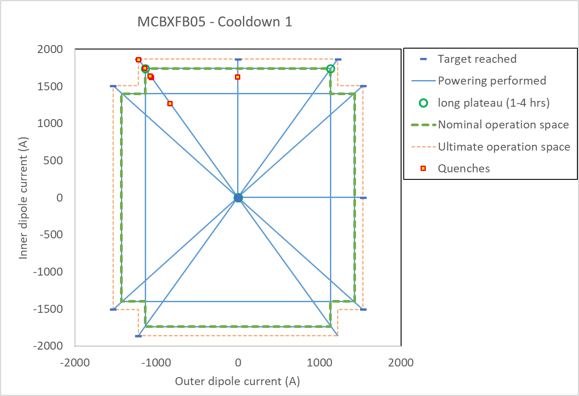 MCBXFB05 - Cooldown 1
2000
1500
1000
500
0
-500
-1000
-1500
-2000
-2000
-1000
0
1000
2000
Inner dipole current (A)
Outer dipole current (A)
Target reached
Powering performed
long plateau (1-4 hrs)
Nominal operation space
Ultimate operation space
Quenches